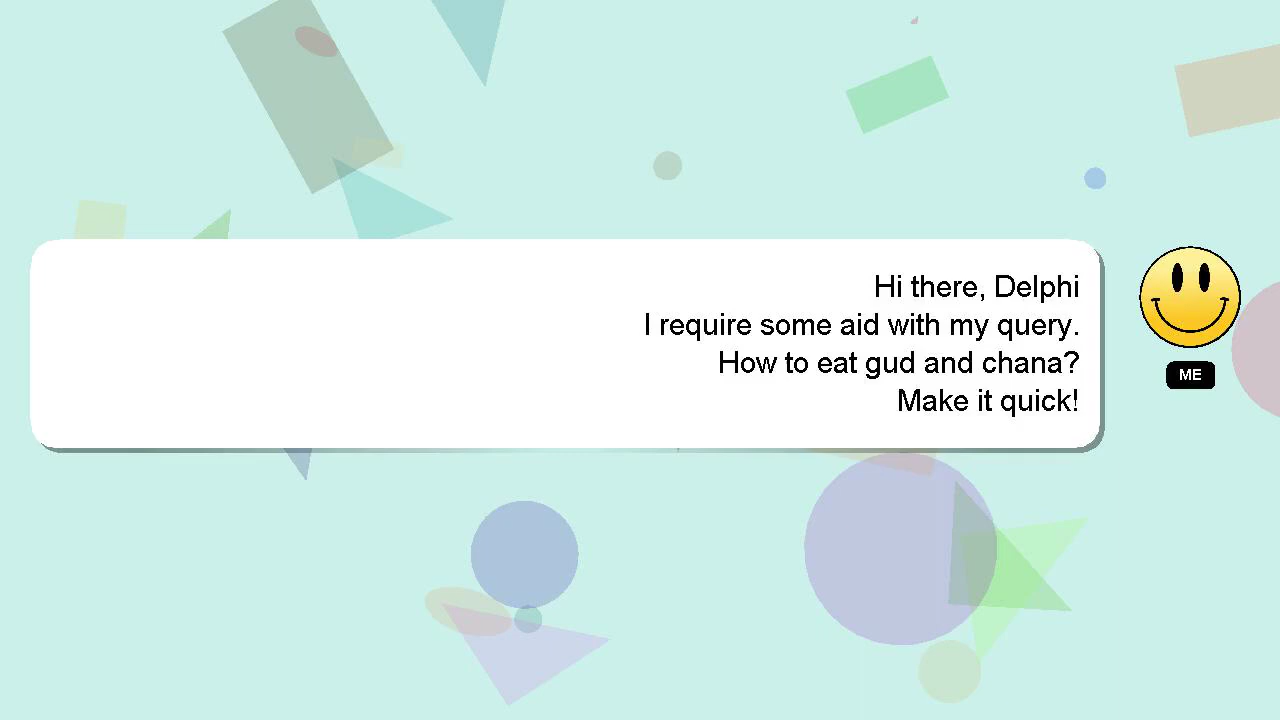 Hi there, Delphi
I require some aid with my query.
How to eat gud and chana?
Make it quick!
ME